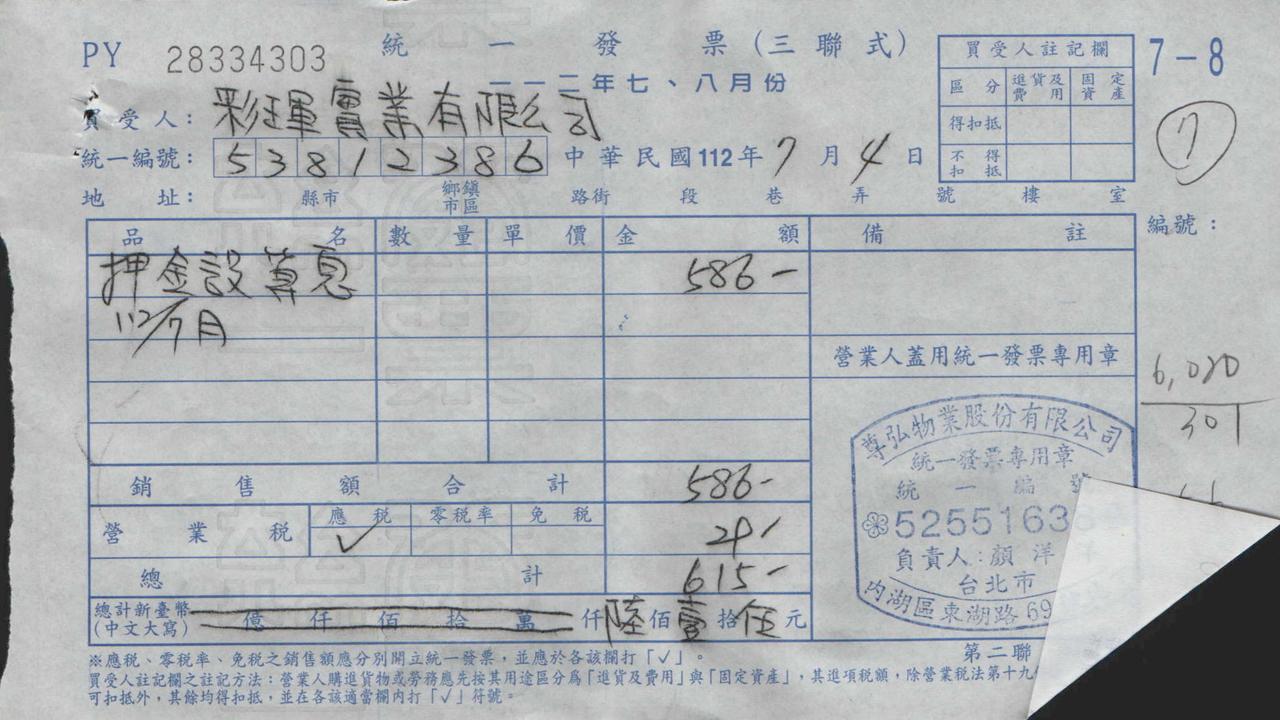 PY 28334303
統一發票(三聯式)
一一二年七、八月份
7-8
買受人註記欄
區分 進貨及費用 固定資產
得扣抵
不得扣抵
7
買受人:彩琟軍實業有限公司
統一編號:53812386 中華民國112年7月4日
地址: 縣市 鄉鎮市區 路街 段 巷 弄 號 樓 室
編號:
品名 數量 單價 金額 備註
押金設算息 586-
112/7月
營業人蓋用統一發票專用章
6,020
301
尊弘物業股份有限公司
統一發票專用章
統一編號
5255163
負責人:顏洋
台北市
內湖區東湖路69
銷售額合計 586-
營業稅 應稅 ✓ 零稅率 免稅 29-
總計 615-
總計新臺幣(中文大寫) 億仟佰拾萬仟陸佰壹拾伍元
第二聯
※應稅、零稅率、免稅之銷售額應分別開立統一發票,並應於各該欄打「✓」。
買受人註記欄之註記方法:營業人購進貨物或勞務應先按其用途區分為「進貨及費用」與「固定資產」,其進項稅額,除營業稅法第十九
可扣抵外,其餘均得扣抵,並在各該適當欄內打「✓」符號。